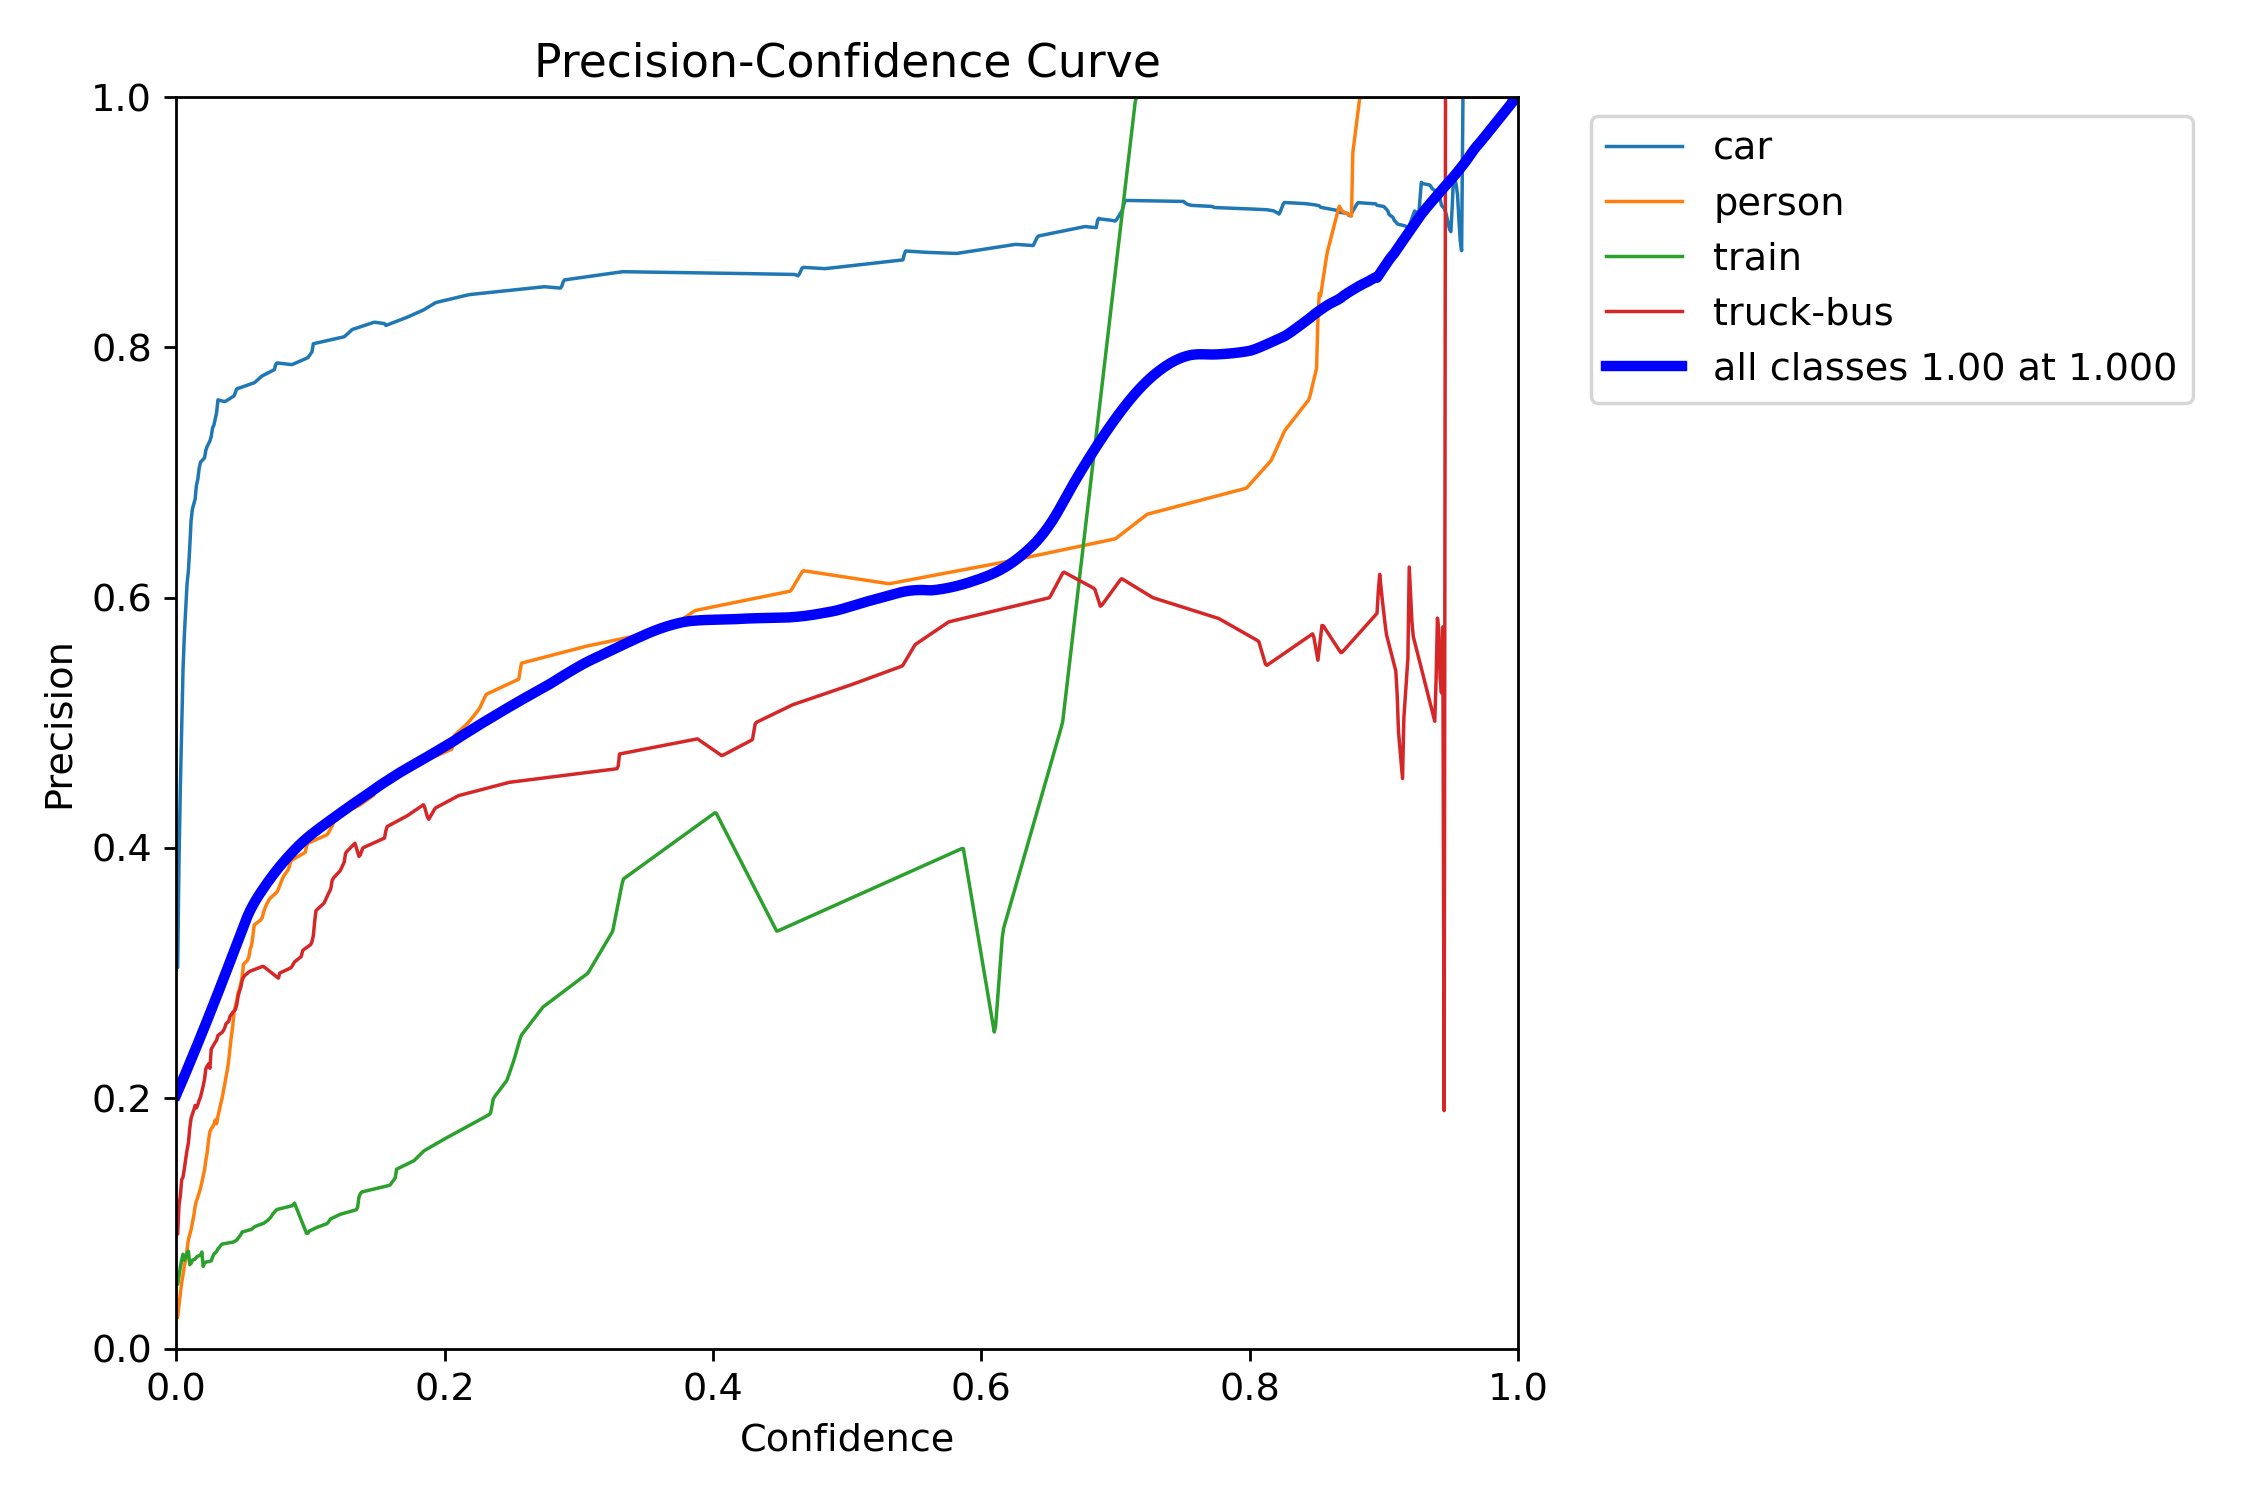 Precision-Confidence Curve
1.0
0.8
0.6
0.4
0.2
0.0
Precision
0.0 0.2 0.4 0.6 0.8 1.0
Confidence
car
person
train
truck-bus
all classes 1.00 at 1.000